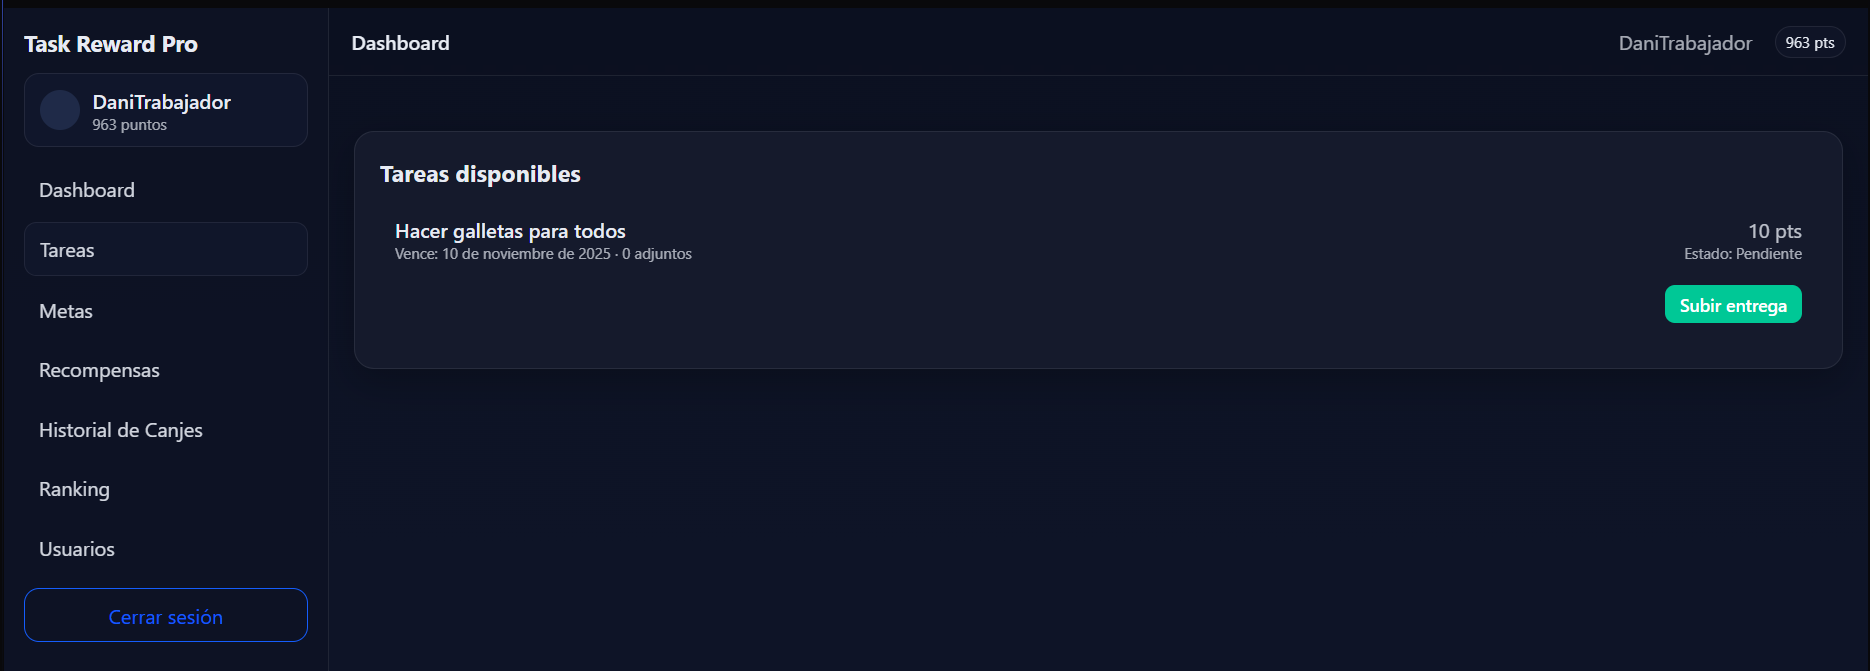 Task Reward Pro
DaniTrabajador
963 puntos
Dashboard
Tareas
Metas
Recompensas
Historial de Canjes
Ranking
Usuarios
Cerrar sesión
Dashboard
DaniTrabajador
963 pts
Tareas disponibles
Hacer galletas para todos
Vence: 10 de noviembre de 2025 · 0 adjuntos
10 pts
Estado: Pendiente
Subir entrega